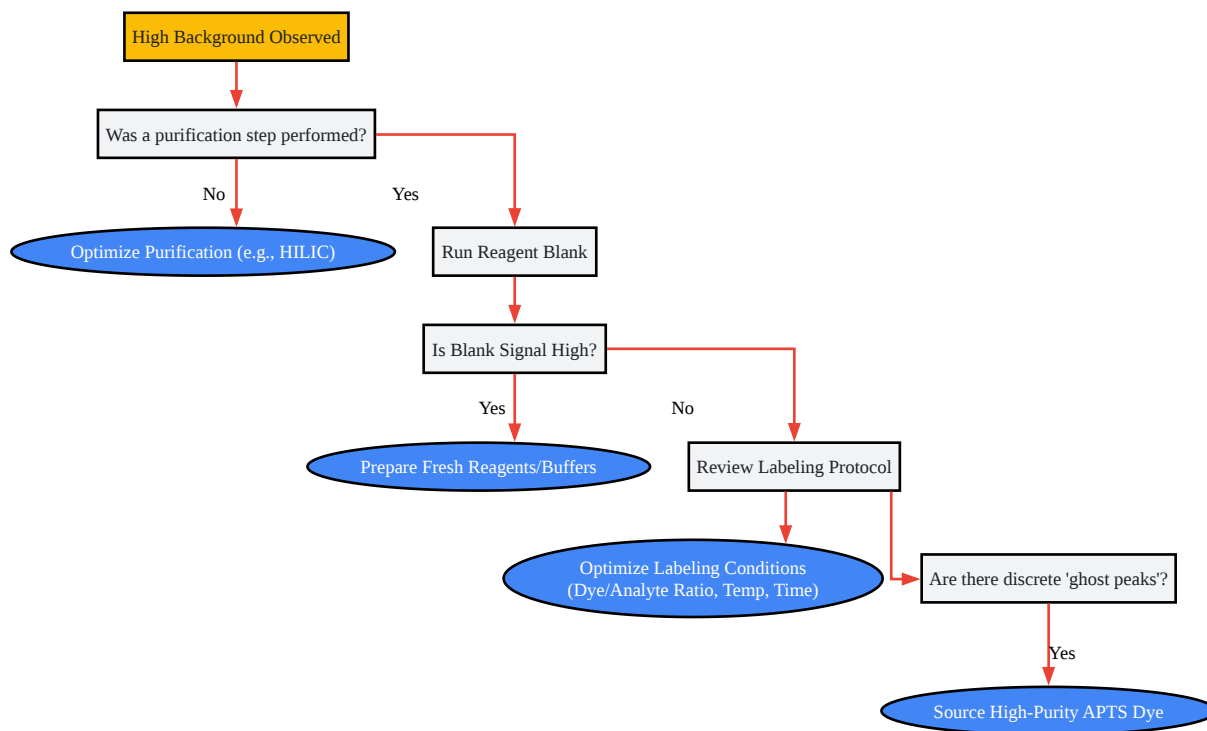 High Background Observed
Was a purification step performed?
No
Yes
Optimize Purification (e.g., HILIC)
Run Reagent Blank
Is Blank Signal High?
Yes
No
Prepare Fresh Reagents/Buffers
Review Labeling Protocol
Optimize Labeling Conditions
(Dye/Analyte Ratio, Temp, Time)
Are there discrete 'ghost peaks'?
Yes
Source High-Purity APTS Dye